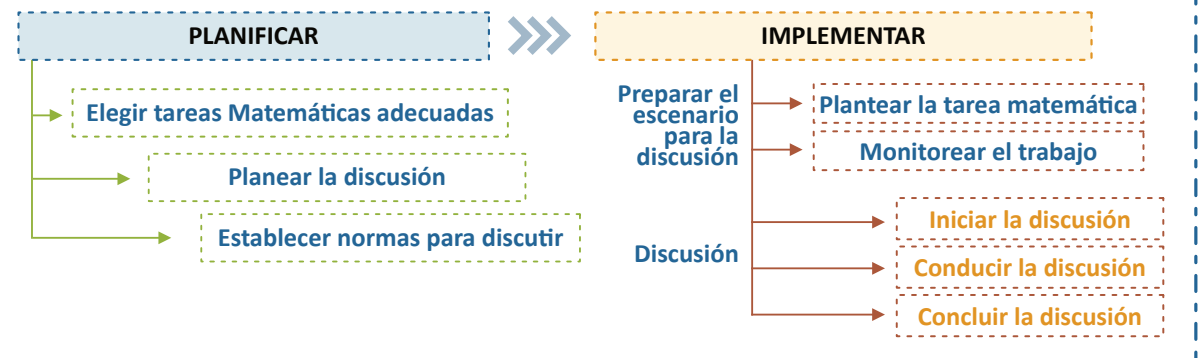 PLANIFICAR
Elegir tareas Matemáticas adecuadas
Planear la discusión
Establecer normas para discutir
IMPLEMENTAR
Preparar el
escenario
para la
discusión
Plantear la tarea matemática
Monitorear el trabajo
Discusión
Iniciar la discusión
Conducir la discusión
Concluir la discusión